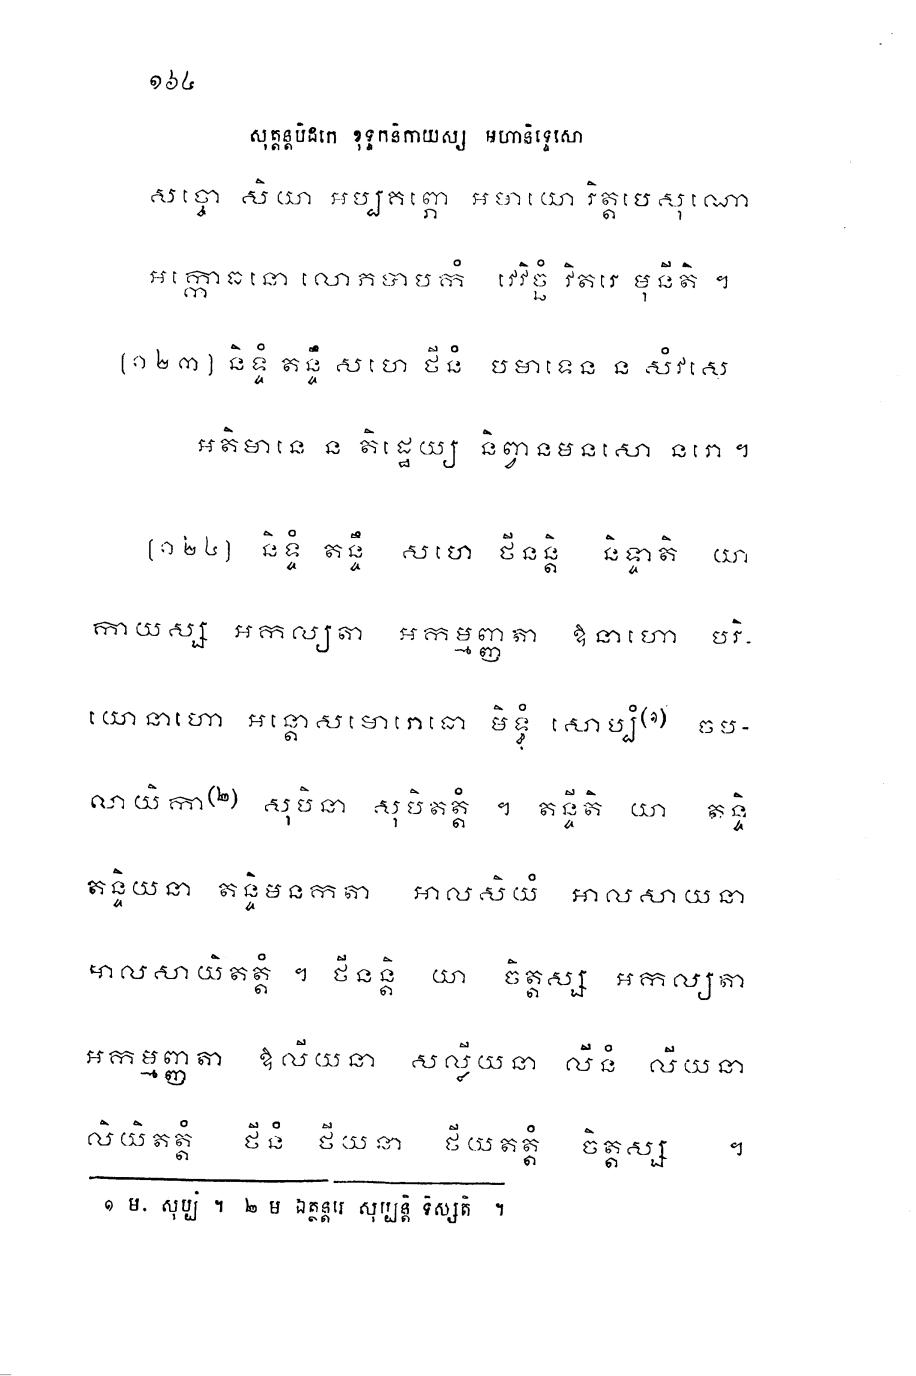 ១៦៤
សុត្តន្តបិដកេ ខុទ្ទកនិកាយស្ស មហានិទ្ទេសោ
សច្ចោ សិយា អប្បគព្ភោ អមាយោ រិត្តបេសុណោ
អក្កោធនោ លោភបាបកំ វេវិច្ឆំ វិតរេ មុនីតិ ។
(១២៣) និទ្ទំ តន្ទឹ សហេ ថីនំ បមាទេន ន សំវសេ
អតិមានេ ន តិដ្ឋេយ្យ និព្វានមនសោ នរោ ។
(១២៤) និទ្ទំ តន្ទឹ សហេ ថីនន្តិ និទ្ទាតិ យា
កាយស្ស អកល្យតា អកម្មញ្ញតា ឱនាហោ បរិ-
យោនាហោ អន្តោសមោរោធោ មិទ្ធំ សោប្បំ(១) ចប-
លាយិកា(២) សុបិនា សុបិតត្តំ ។ តន្ទីតិ យា តន្ទិ
តន្ទិយនា តន្ទិមនកតា អាលសិយំ អាលសាយនា
អាលសាយិតត្តំ ។ ថីនន្តិ យា ចិត្តស្ស អកល្យតា
អកម្មញ្ញតា ឱលីយនា សល្លីយនា លីនំ លីយនា
លិយិតត្តំ ថីនំ ថីយនា ថីយតត្តំ ចិត្តស្ស ។
១ ម. សុប្បំ ។ ២ ម ឯត្ថន្តរេ សុប្បន្តិ ទិស្សតិ ។